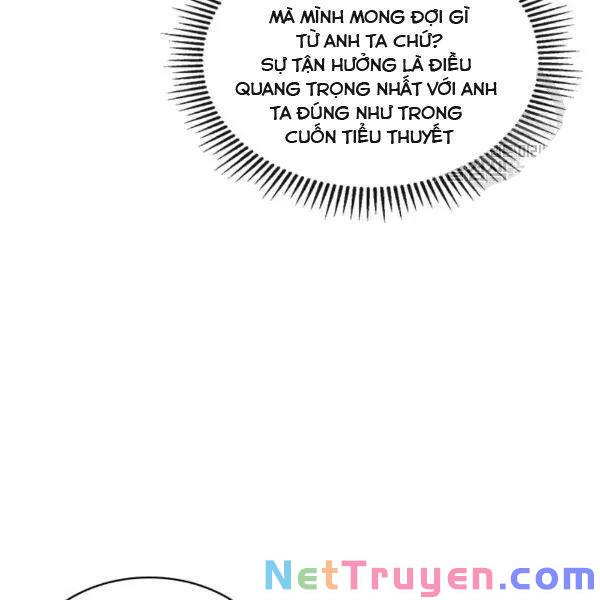 MÀ MÌNH MONG ĐỢI GÌ
TỪ ANH TA CHỨ?
SỰ TẬN HƯỞNG LÀ ĐIỀU
QUANG TRỌNG NHẤT VỚI ANH
TA ĐÚNG NHƯ TRONG
CUỐN TIỂU THUYẾT
NetTruyen.com